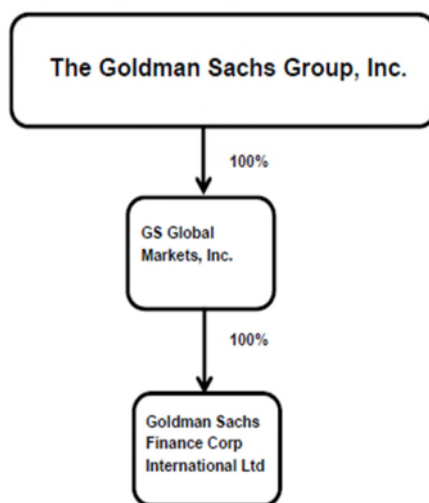 The Goldman Sachs Group, Inc.
100%
GS Global
Markets, Inc.
100%
Goldman Sachs
Finance Corp
International Ltd